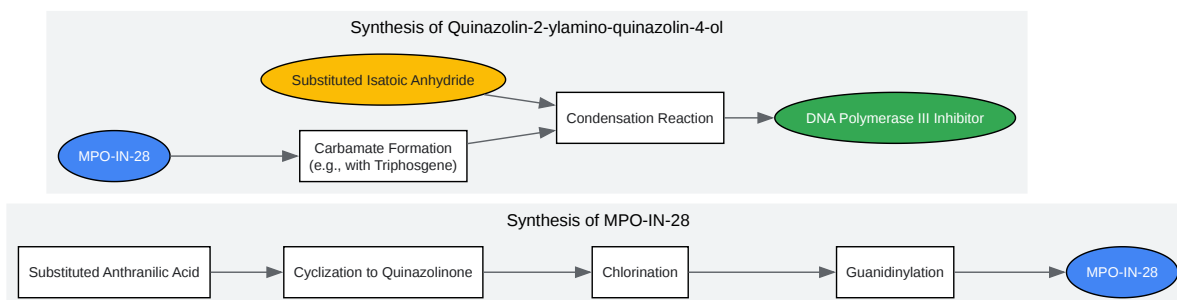 Synthesis of Quinazolin-2-ylamino-quinazolin-4-ol
Substituted Isatoic Anhydride
Condensation Reaction
DNA Polymerase III Inhibitor
MPO-IN-28
Carbamate Formation
(e.g., with Triphosgene)
Synthesis of MPO-IN-28
Substituted Anthranilic Acid
Cyclization to Quinazolinone
Chlorination
Guanidinylation
MPO-IN-28